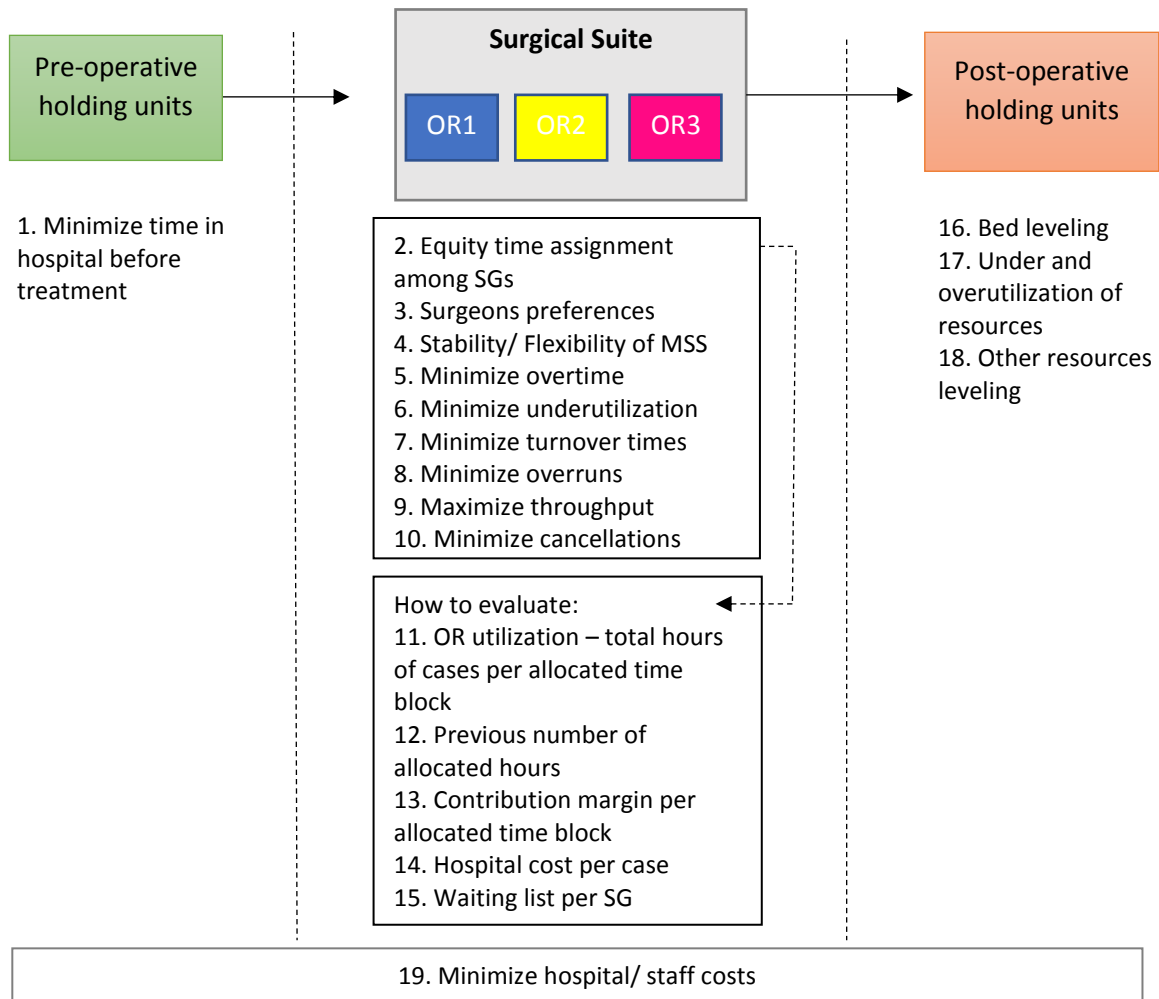 Pre-operative
holding units
1. Minimize time in
hospital before
treatment
Surgical Suite
OR1
OR2
OR3
2. Equity time assignment
among SGs
3. Surgeons preferences
4. Stability/ Flexibility of MSS
5. Minimize overtime
6. Minimize underutilization
7. Minimize turnover times
8. Minimize overruns
9. Maximize throughput
10. Minimize cancellations
How to evaluate:
11. OR utilization – total hours
of cases per allocated time
block
12. Previous number of
allocated hours
13. Contribution margin per
allocated time block
14. Hospital cost per case
15. Waiting list per SG
Post-operative
holding units
16. Bed leveling
17. Under and
overutilization of
resources
18. Other resources
leveling
19. Minimize hospital/ staff costs